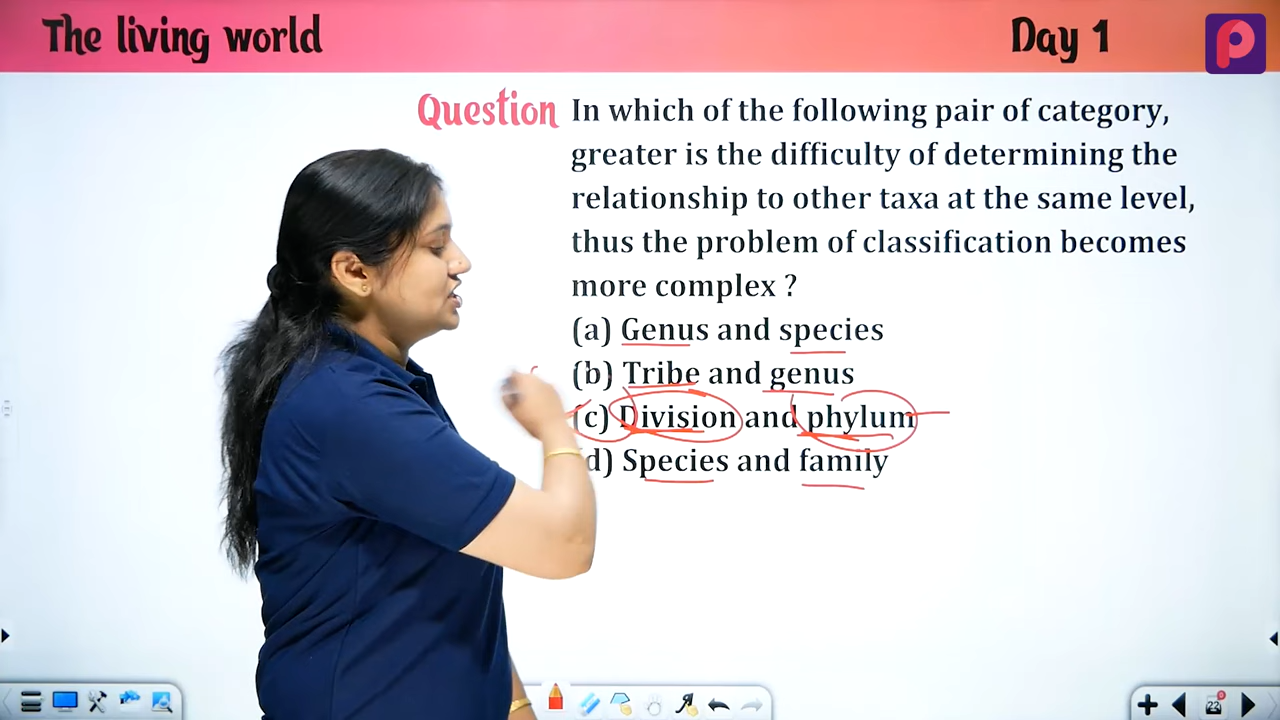 The living world
Day 1
Question In which of the following pair of category,
greater is the difficulty of determining the
relationship to other taxa at the same level,
thus the problem of classification becomes
more complex ?
(a) Genus and species
(b) Tribe and genus
(c) Division and phylum
d) Species and family